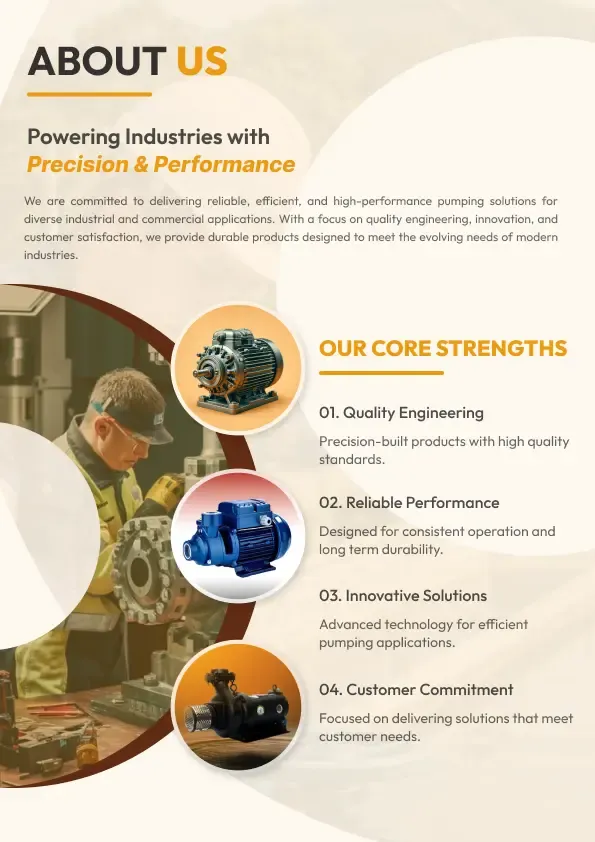 ABOUT US
Powering Industries with
Precision & Performance
We are committed to delivering reliable, efficient, and high-performance pumping solutions for
diverse industrial and commercial applications. With a focus on quality engineering, innovation, and
customer satisfaction, we provide durable products designed to meet the evolving needs of modern
industries.
OUR CORE STRENGTHS
01. Quality Engineering
Precision-built products with high quality
standards.
02. Reliable Performance
Designed for consistent operation and
long term durability.
03. Innovative Solutions
Advanced technology for efficient
pumping applications.
04. Customer Commitment
Focused on delivering solutions that meet
customer needs.